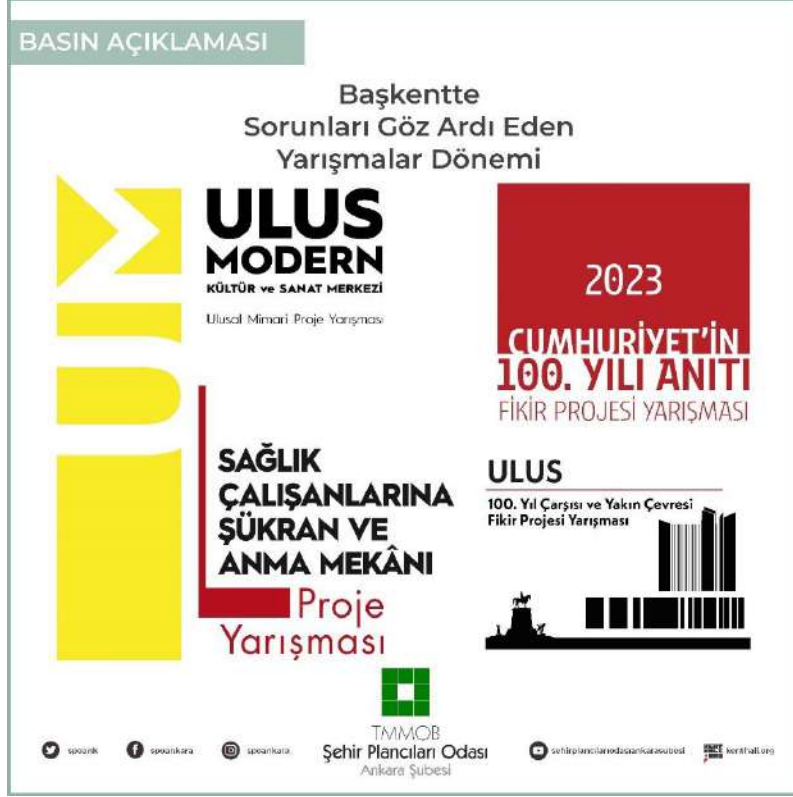 BASIN AÇIKLAMASI
Başkentte
Sorunları Göz Ardı Eden
Yarışmalar Dönemi
ULUS
MODERN
KÜLTÜR ve SANAT MERKEZİ
Ulusal Mimari Proje Yarışması
UM
2023
CUMHURİYET'İN
100. YILI ANITI
FİKİR PROJESİ YARIŞMASI
SAĞLIK
ÇALIŞANLARINA
ŞÜKRAN VE
ANMA MEKÂNI
Proje
Yarışması
ULUS
100. Yıl Çarşısı ve Yakın Çevresi
Fikir Projesi Yarışması
TMMOB
Şehir Plancıları Odası
Ankara Şubesi
spoank
spoankara
spoankara
sehirplancilariodasiankarasubesi
kenthali.org